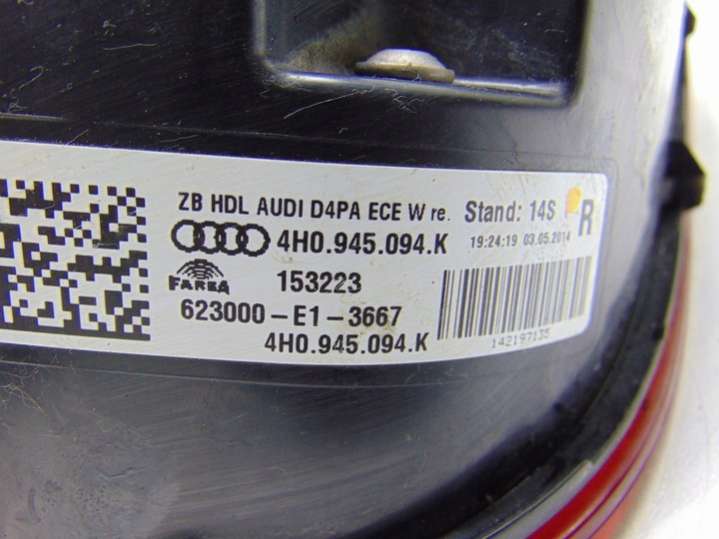 ZB HDL AUDI D4PA ECE W re. Stand: 14S R
4H0.945.094.K 19:24:19 03.05.2014
FARBA 153223
623000-E1-3667
4H0.945.094.K 142197135